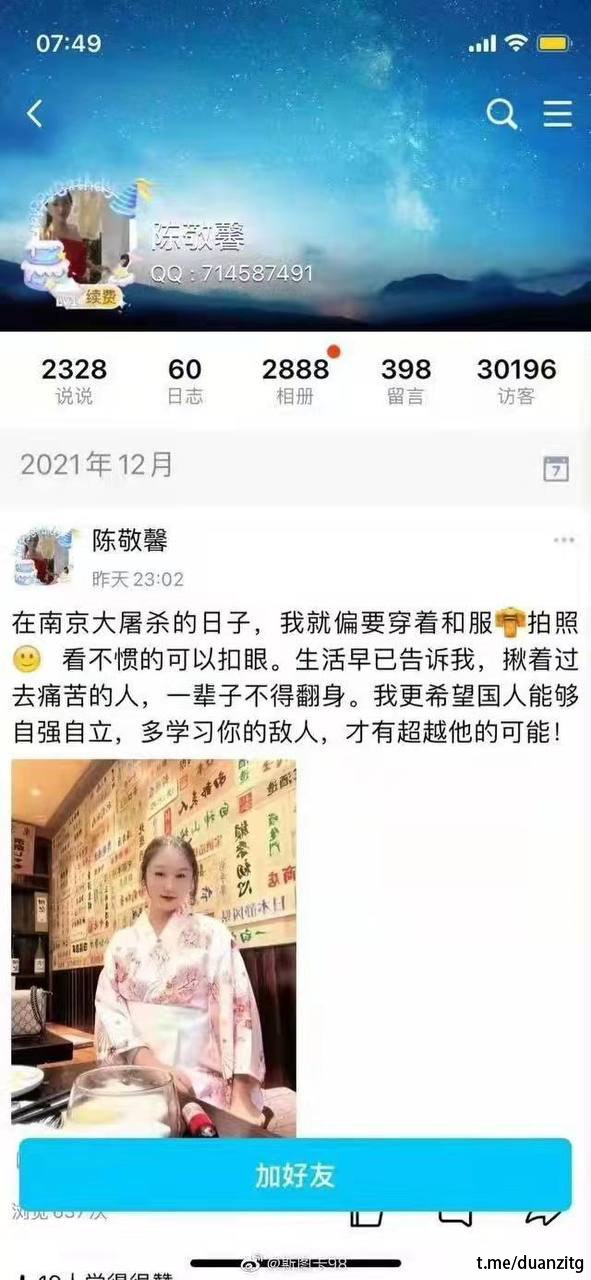 07:49
陈敬馨
QQ : 714587491
LV1 续费
2328
60
2888
398
30196
说说
日志
相册
留言
访客
2021年12月
7
陈敬馨
昨天 23:02
在南京大屠杀的日子，我就偏要穿着和服👘拍照
🙂 看不惯的可以扣眼。生活早已告诉我，揪着过
去痛苦的人，一辈子不得翻身。我更希望国人能够
自强自立，多学习你的敌人，才有超越他的可能！
加好友
t.me/duanzitg